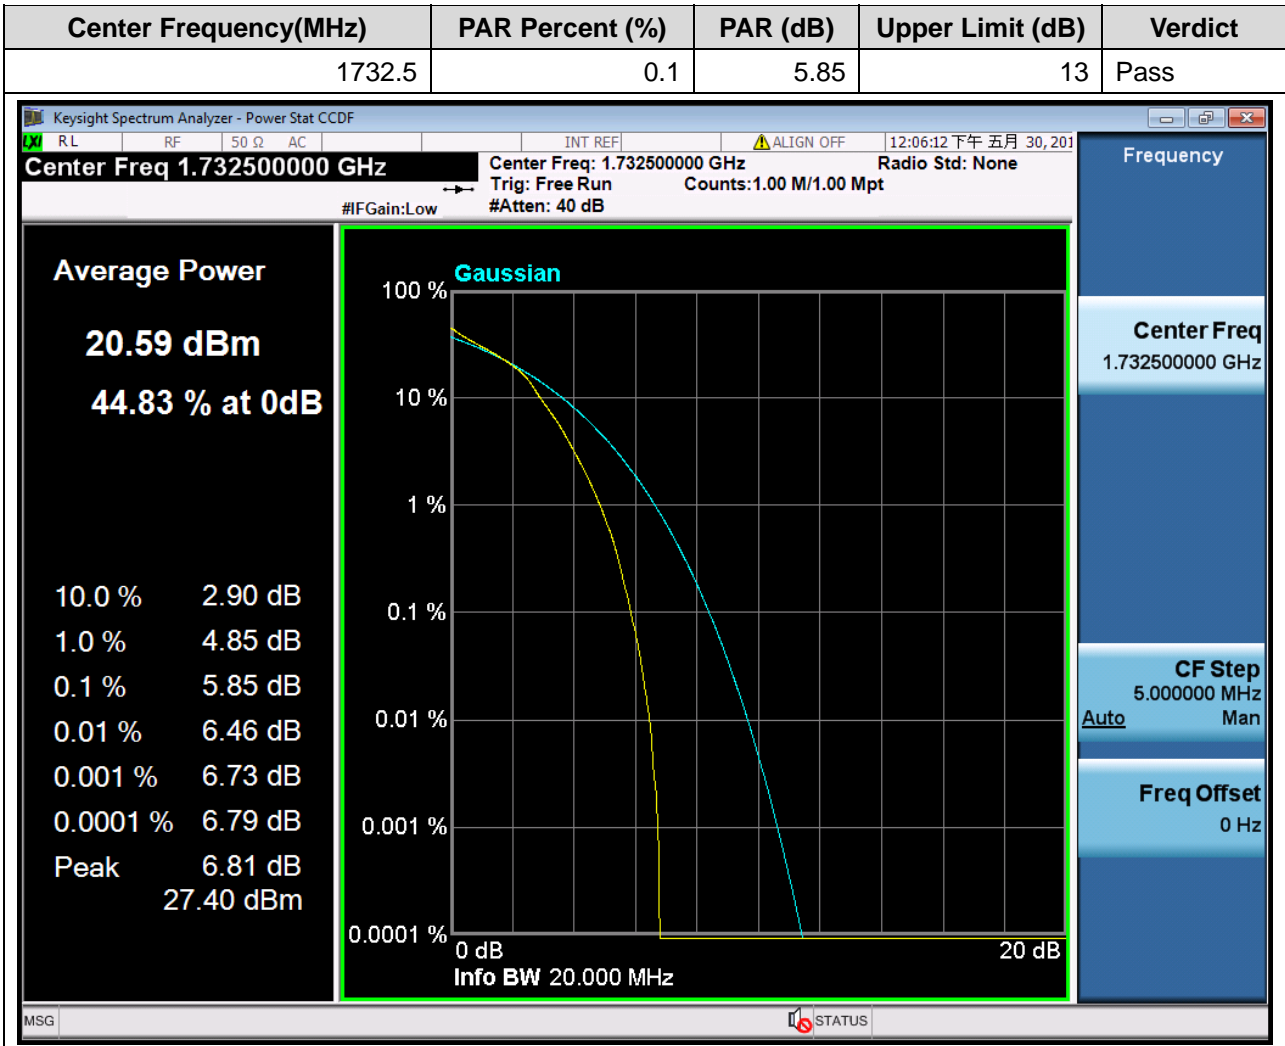 Center Frequency(MHz) PAR Percent (%) PAR (dB) Upper Limit (dB) Verdict
1732.5 0.1 5.85 13 Pass
Keysight Spectrum Analyzer - Power Stat CCDF
LXI RL RF 50 Ω AC INT REF ALIGN OFF 12:06:12 下午 五月 30, 201
Center Freq 1.732500000 GHz
Center Freq: 1.732500000 GHz Radio Std: None
Trig: Free Run Counts:1.00 M/1.00 Mpt
#IFGain:Low #Atten: 40 dB
Average Power
20.59 dBm
44.83 % at 0dB
10.0 % 2.90 dB
1.0 % 4.85 dB
0.1 % 5.85 dB
0.01 % 6.46 dB
0.001 % 6.73 dB
0.0001 % 6.79 dB
Peak 6.81 dB
27.40 dBm
Gaussian
100 %
10 %
1 %
0.1 %
0.01 %
0.001 %
0.0001 %
0 dB 20 dB
Info BW 20.000 MHz
Frequency
Center Freq
1.732500000 GHz
CF Step
5.000000 MHz
Auto Man
Freq Offset
0 Hz
MSG STATUS